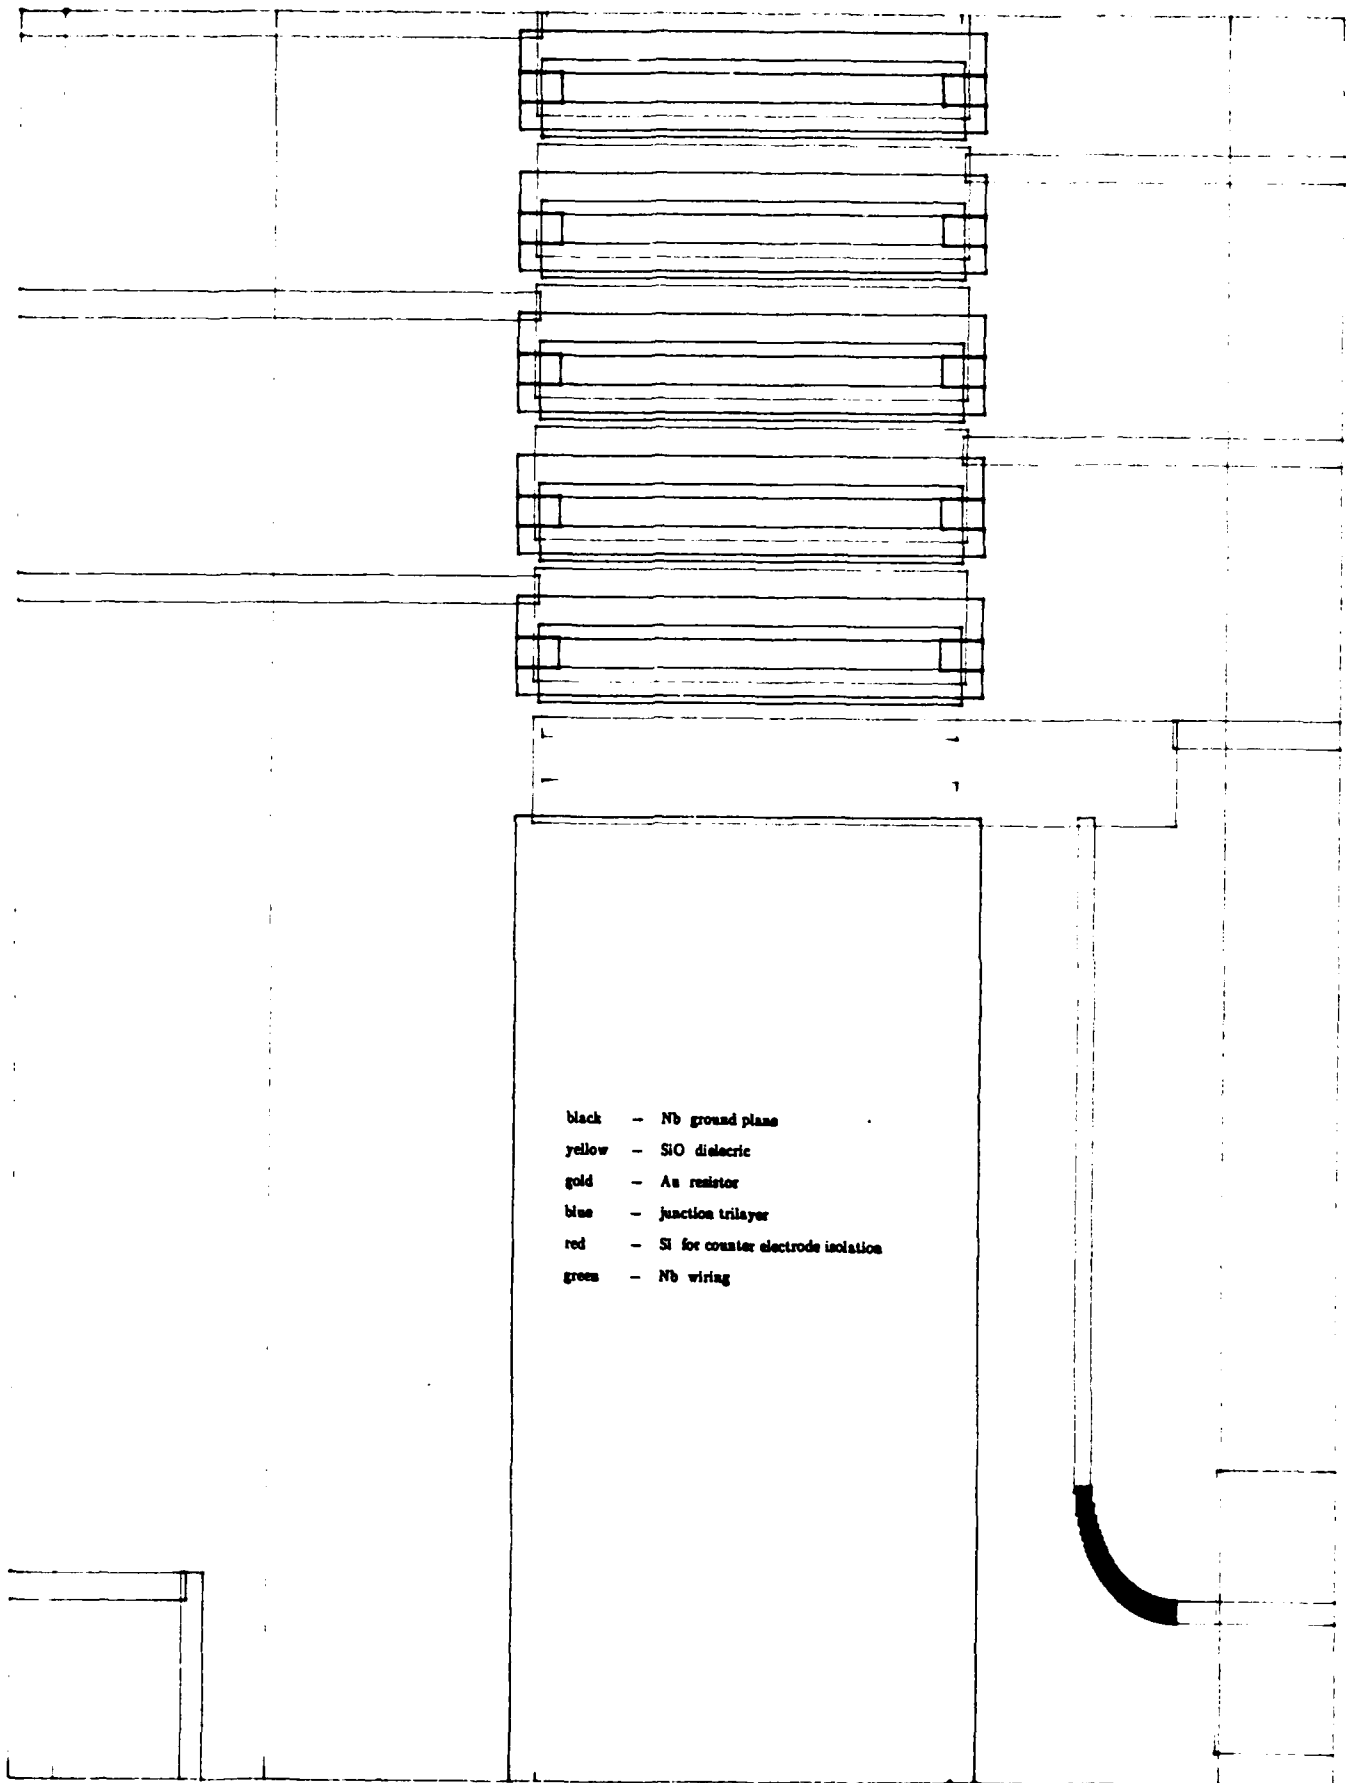 black – Nb ground plane
yellow – SiO dielecric
gold – Au resistor
blue – junction trilayer
red – Si for counter electrode isolation
green – Nb wiring